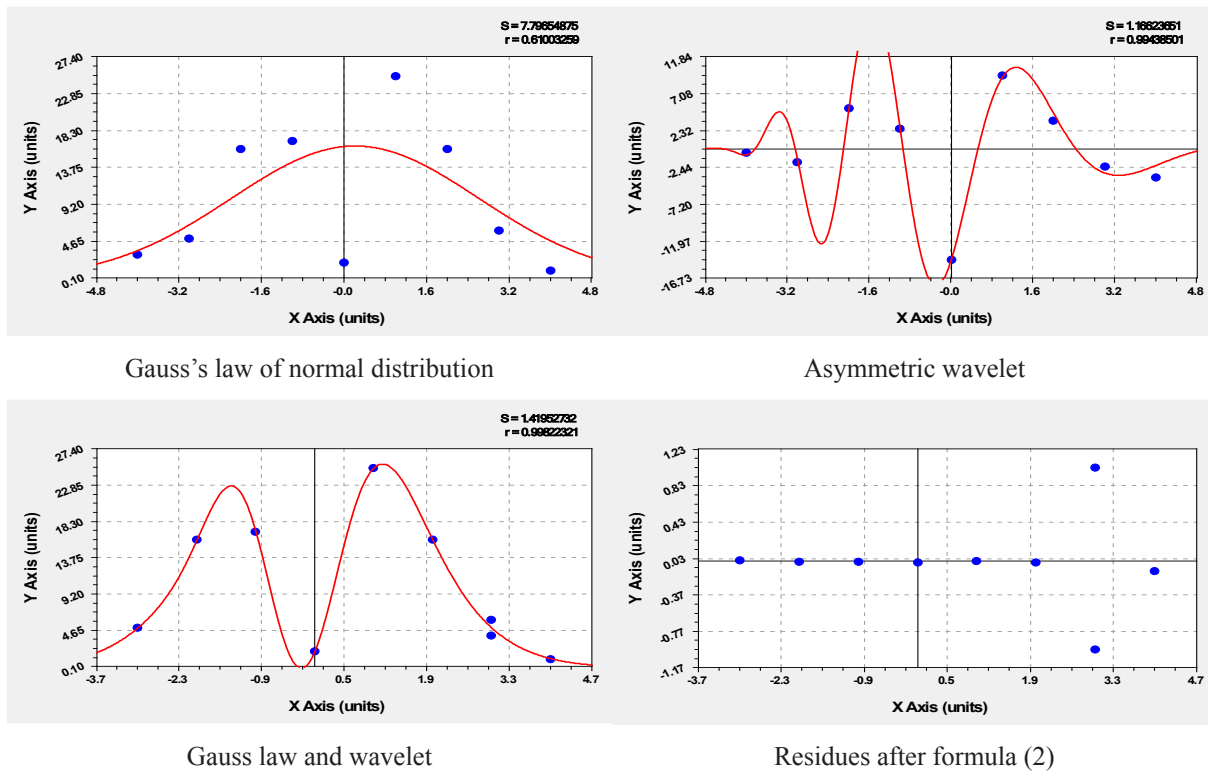 S = 7.79654875
r = 0.61003259
27.40
22.85
18.30
13.75
9.20
4.65
0.10
Y Axis (units)
-4.8 -3.2 -1.6 -0.0 1.6 3.2 4.8
X Axis (units)
Gauss’s law of normal distribution
S = 1.16623651
r = 0.99438501
11.84
7.08
2.32
-2.44
-7.20
-11.97
-16.73
Y Axis (units)
-4.8 -3.2 -1.6 -0.0 1.6 3.2 4.8
X Axis (units)
Asymmetric wavelet
S = 1.41952732
r = 0.99822321
27.40
22.85
18.30
13.75
9.20
4.65
0.10
Y Axis (units)
-3.7 -2.3 -0.9 0.5 1.9 3.3 4.7
X Axis (units)
Gauss law and wavelet
1.23
0.83
0.43
0.03
-0.37
-0.77
-1.17
Y Axis (units)
-3.7 -2.3 -0.9 0.5 1.9 3.3 4.7
X Axis (units)
Residues after formula (2)